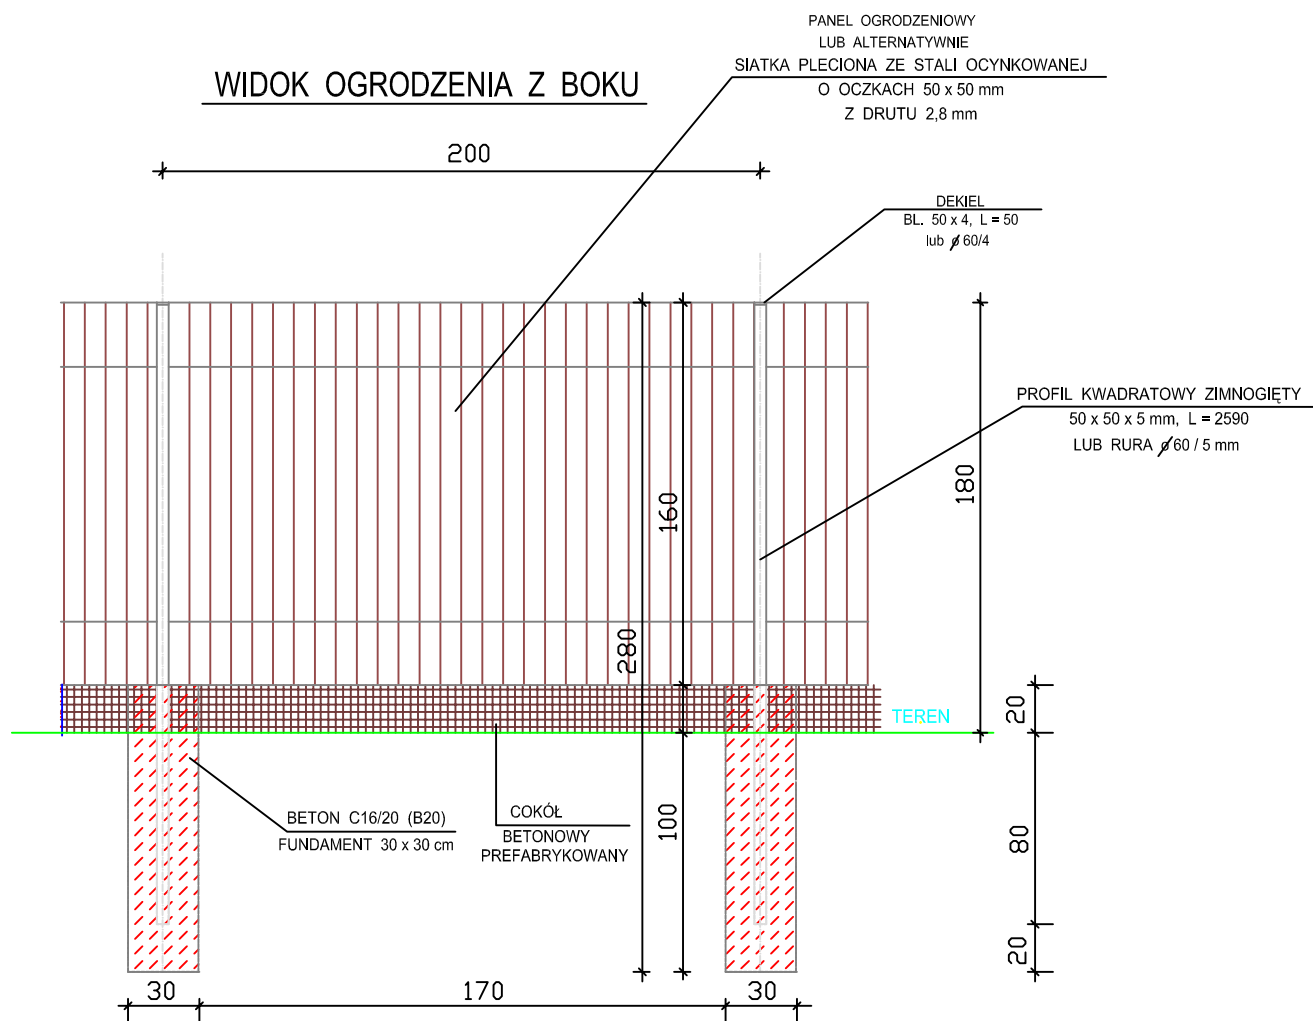 PANEL OGRODZENIOWY
LUB ALTERNATYWNIE
SIATKA PLECIONA ZE STALI OCYNKOWANEJ
O OCZKACH 50 x 50 mm
Z DRUTU 2,8 mm
WIDOK OGRODZENIA Z BOKU
200
DEKIEL
BL. 50 x 4, L = 50
lub ø 60/4
PROFIL KWADRATOWY ZIMNOGIĘTY
50 x 50 x 5 mm, L = 2590
LUB RURA ø 60 / 5 mm
180
160
280
20
TEREN
BETON C16/20 (B20)
FUNDAMENT 30 x 30 cm
COKÓŁ
BETONOWY
PREFABRYKOWANY
100
80
20
30
170
30